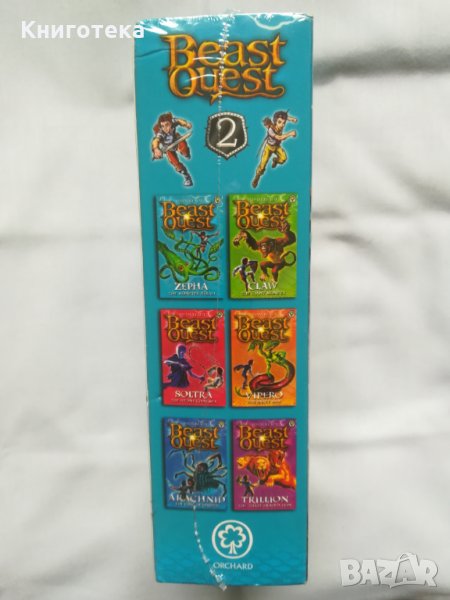 Книготека
Beast
Quest
2
Beast
Quest
ZEPHA
Beast
Quest
CLAW
Beast
Quest
SOLTRA
Beast
Quest
VIPERO
Beast
Quest
ARACHNID
Beast
Quest
TRILLION
ORCHARD
BAZAR